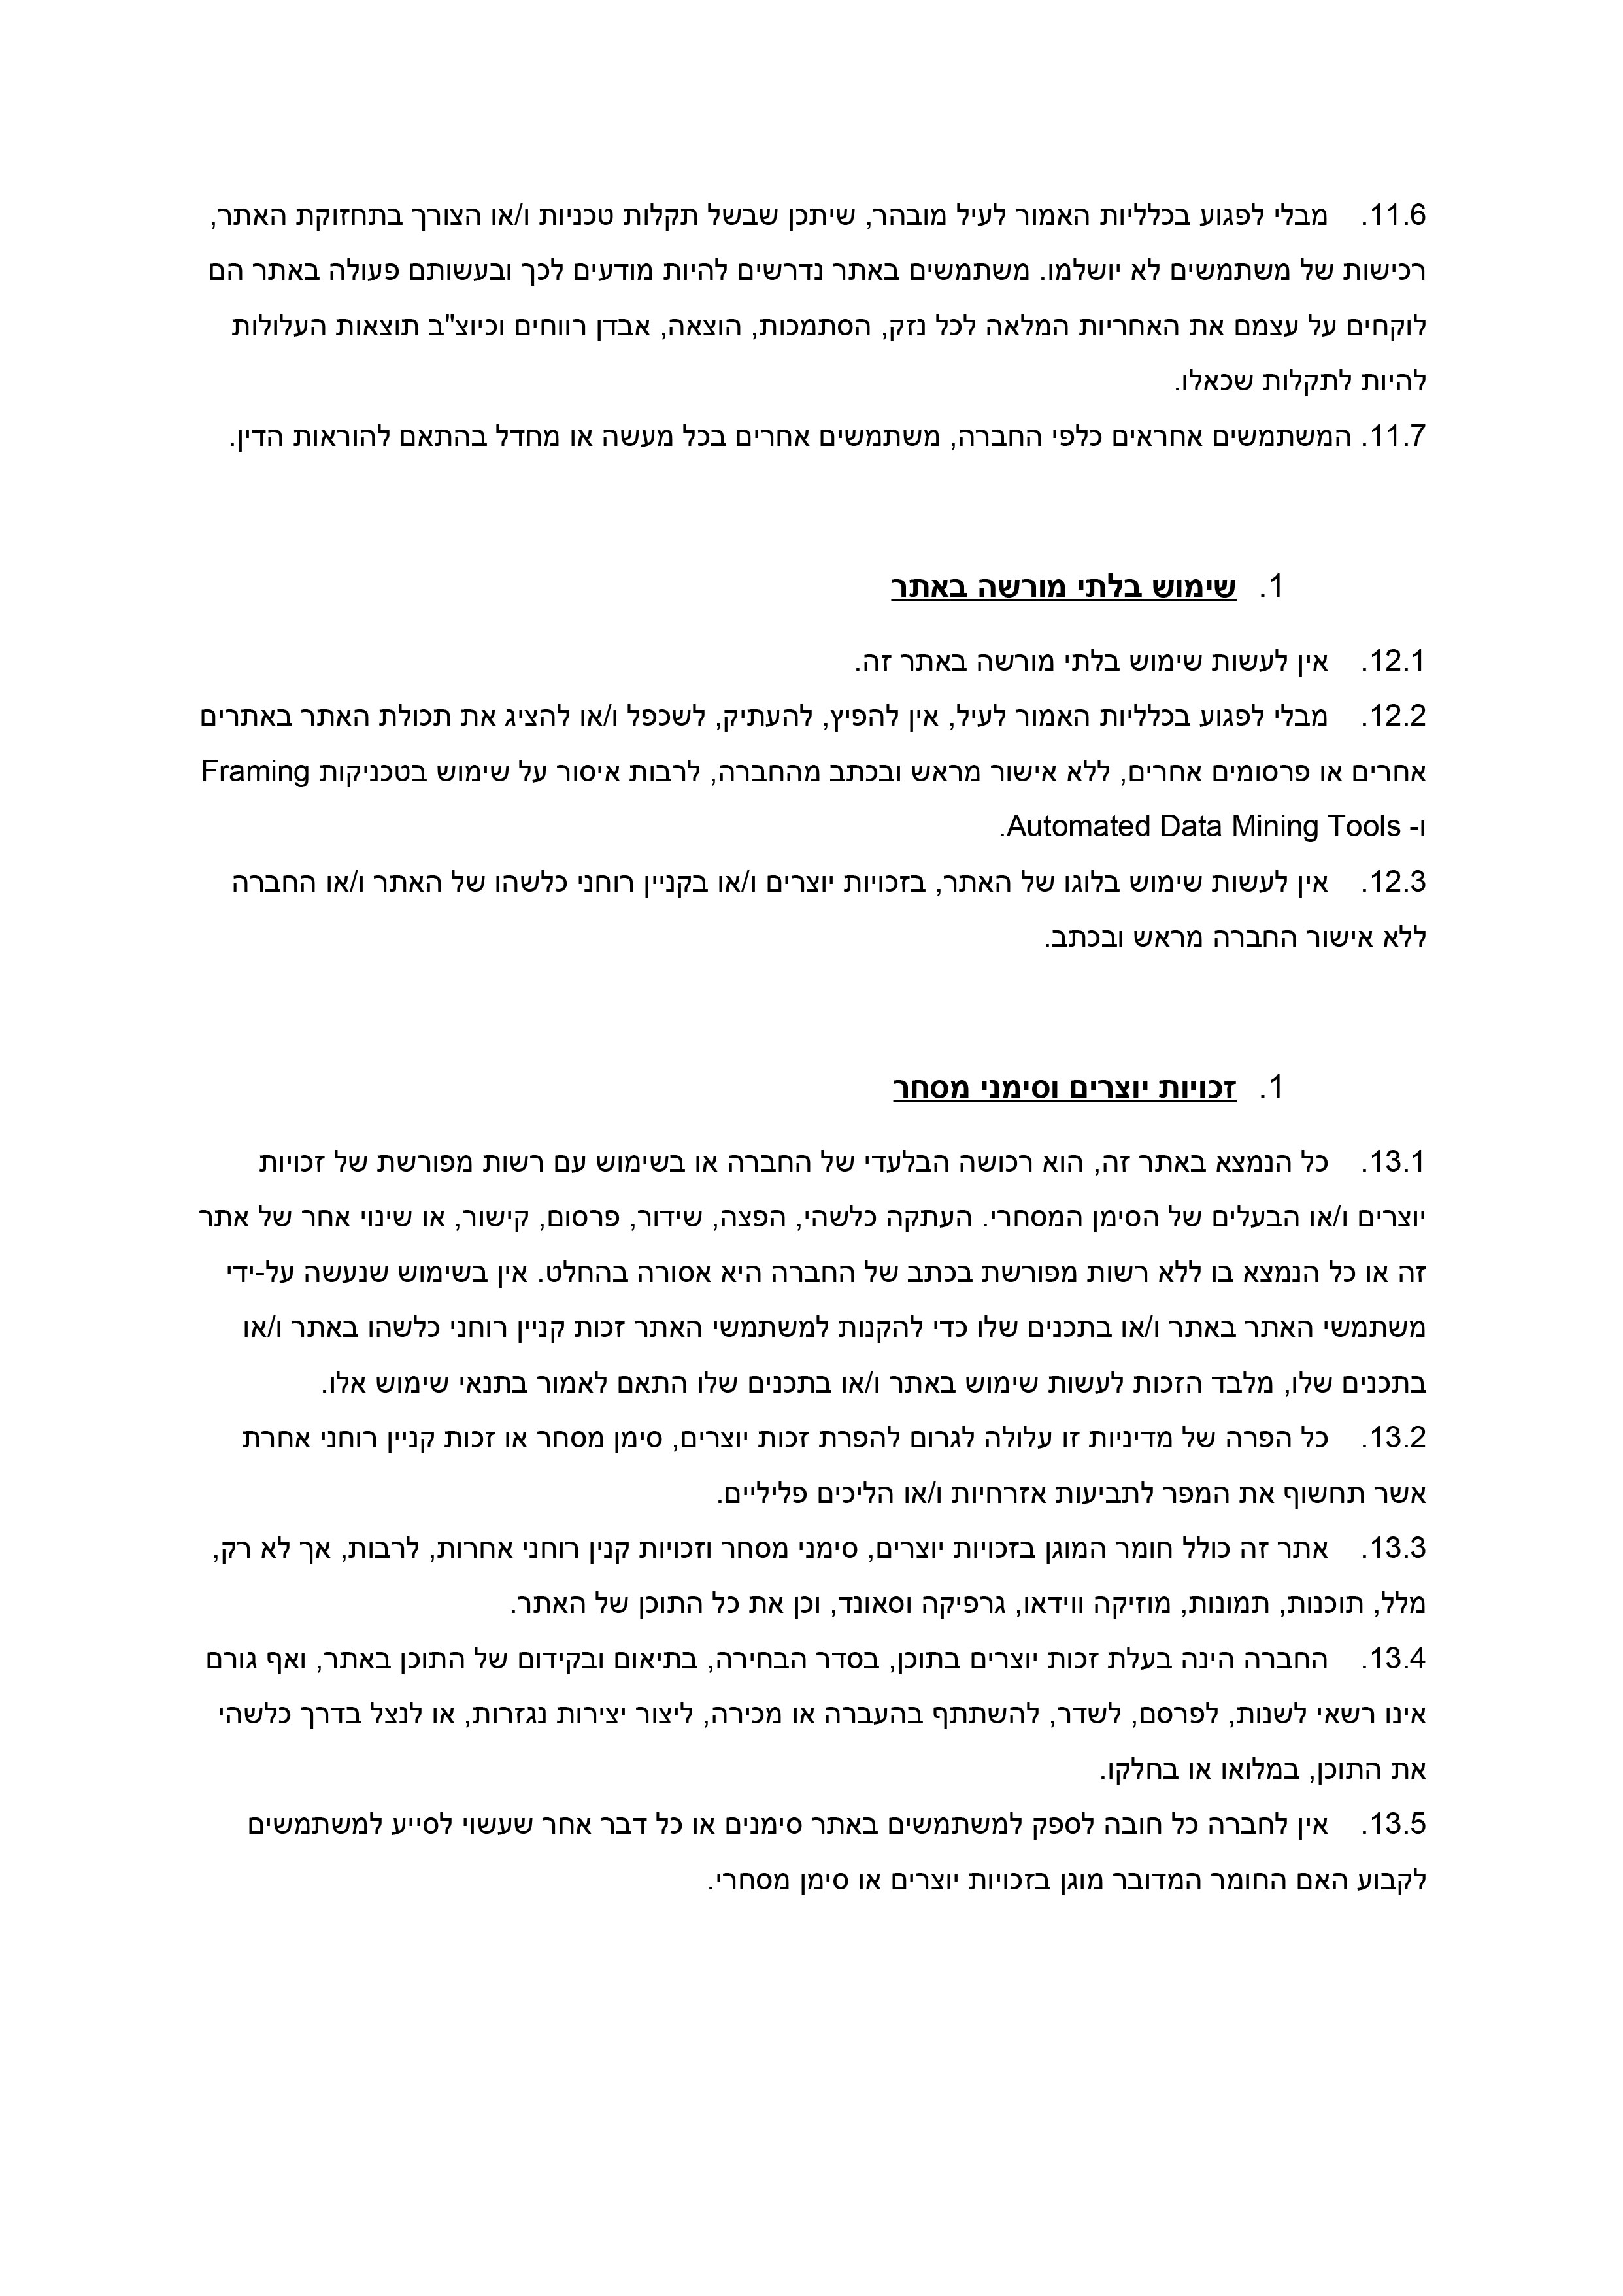 11.6. מבלי לפגוע בכלליות האמור לעיל מובהר, שיתכן שבשל תקלות טכניות ו/או הצורך בתחזוקת האתר,
רכישות של משתמשים לא יושלמו. משתמשים באתר נדרשים להיות מודעים לכך ובעשותם פעולה באתר הם
לוקחים על עצמם את האחריות המלאה לכל נזק, הסתמכות, הוצאה, אבדן רווחים וכיוצ"ב תוצאות העלולות
להיות לתקלות שכאלו.
11.7. המשתמשים אחראים כלפי החברה, משתמשים אחרים בכל מעשה או מחדל בהתאם להוראות הדין.
1. שימוש בלתי מורשה באתר
12.1. אין לעשות שימוש בלתי מורשה באתר זה.
12.2. מבלי לפגוע בכלליות האמור לעיל, אין להפיץ, להעתיק, לשכפל ו/או להציג את תכולת האתר באתרים
אחרים או פרסומים אחרים, ללא אישור מראש ובכתב מהחברה, לרבות איסור על שימוש בטכניקות Framing
ו- Automated Data Mining Tools.
12.3. אין לעשות שימוש בלוגו של האתר, בזכויות יוצרים ו/או בקניין רוחני כלשהו של האתר ו/או החברה
ללא אישור החברה מראש ובכתב.
1. זכויות יוצרים וסימני מסחר
13.1. כל הנמצא באתר זה, הוא רכושה הבלעדי של החברה או בשימוש עם רשות מפורשת של זכויות
יוצרים ו/או הבעלים של הסימן המסחרי. העתקה כלשהי, הפצה, שידור, פרסום, קישור, או שינוי אחר של אתר
זה או כל הנמצא בו ללא רשות מפורשת בכתב של החברה היא אסורה בהחלט. אין בשימוש שנעשה על-ידי
משתמשי האתר באתר ו/או בתכנים שלו כדי להקנות למשתמשי האתר זכות קניין רוחני כלשהו באתר ו/או
בתכנים שלו, מלבד הזכות לעשות שימוש באתר ו/או בתכנים שלו התאם לאמור בתנאי שימוש אלו.
13.2. כל הפרה של מדיניות זו עלולה לגרום להפרת זכות יוצרים, סימן מסחר או זכות קניין רוחני אחרת
אשר תחשוף את המפר לתביעות אזרחיות ו/או הליכים פליליים.
13.3. אתר זה כולל חומר המוגן בזכויות יוצרים, סימני מסחר וזכויות קנין רוחני אחרות, לרבות, אך לא רק,
מלל, תוכנות, תמונות, מוזיקה ווידאו, גרפיקה וסאונד, וכן את כל התוכן של האתר.
13.4. החברה הינה בעלת זכות יוצרים בתוכן, בסדר הבחירה, בתיאום ובקידום של התוכן באתר, ואף גורם
אינו רשאי לשנות, לפרסם, לשדר, להשתתף בהעברה או מכירה, ליצור יצירות נגזרות, או לנצל בדרך כלשהי
את התוכן, במלואו או בחלקו.
13.5. אין לחברה כל חובה לספק למשתמשים באתר סימנים או כל דבר אחר שעשוי לסייע למשתמשים
לקבוע האם החומר המדובר מוגן בזכויות יוצרים או סימן מסחרי.